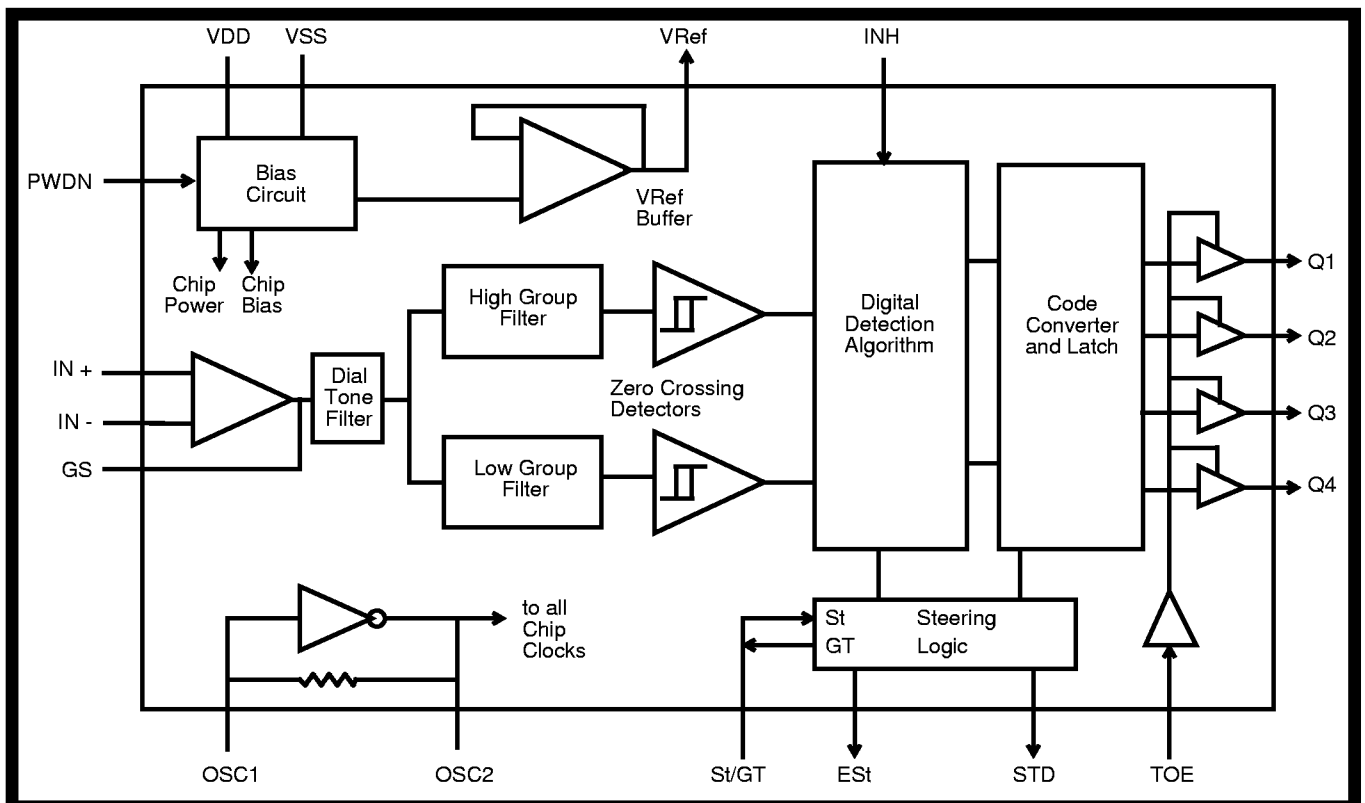 VDD
VSS
VRef
INH
PWDN
Bias
Circuit
VRef
Buffer
Chip
Power
Chip
Bias
Q1
High Group
Filter
Digital
Detection
Algorithm
Code
Converter
and Latch
Q2
IN +
IN -
GS
Dial
Tone
Filter
Zero Crossing
Detectors
Q3
Low Group
Filter
Q4
to all
Chip
Clocks
St
Steering
GT
Logic
OSC1
OSC2
St/GT
ESt
STD
TOE